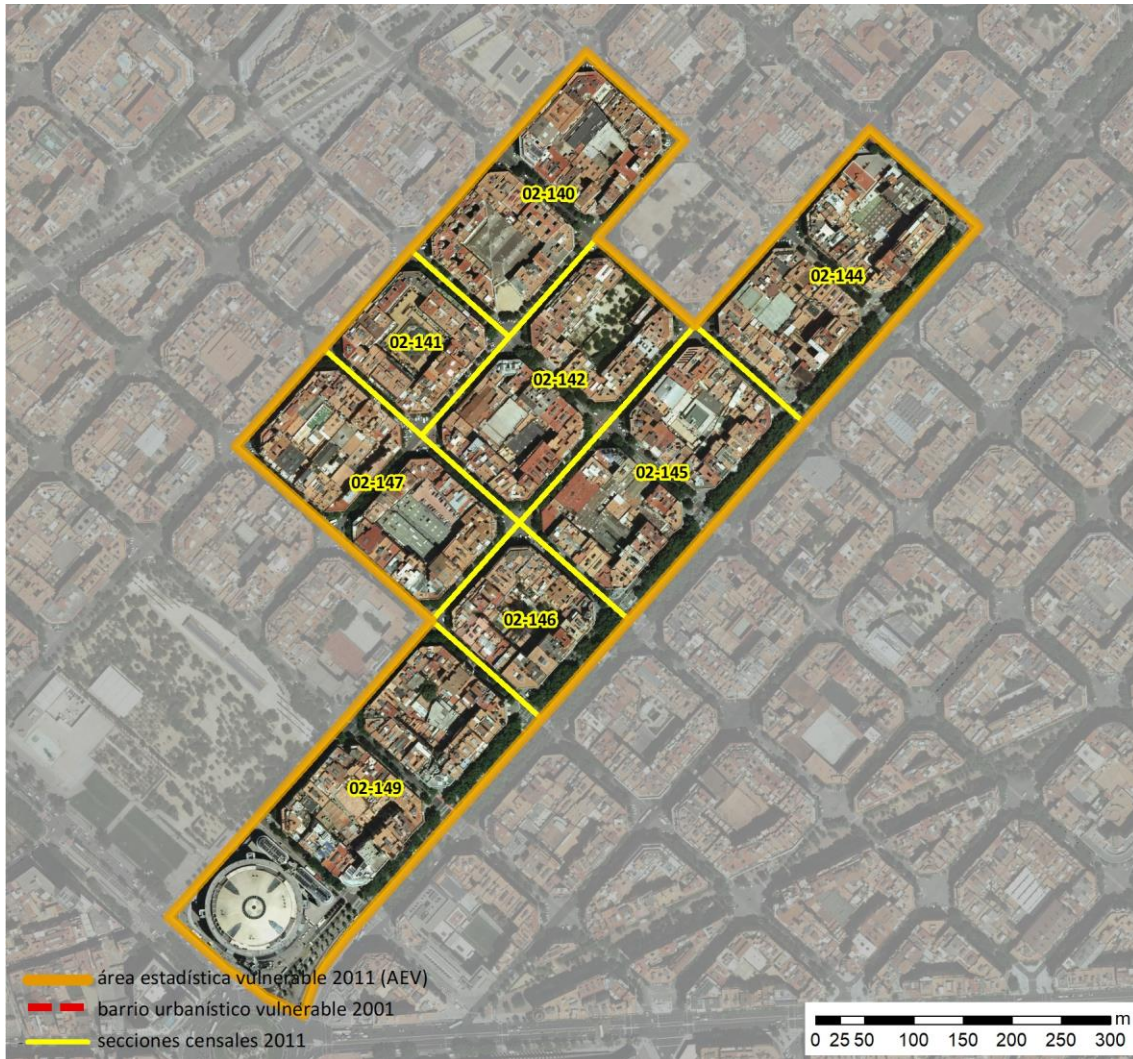 02-140
02-144
02-141
02-142
02-145
02-147
02-146
02-149
área estadística vulnerable 2011 (AEV)
barrio urbanístico vulnerable 2001
secciones censales 2011
m
0 25 50 100 150 200 250 300